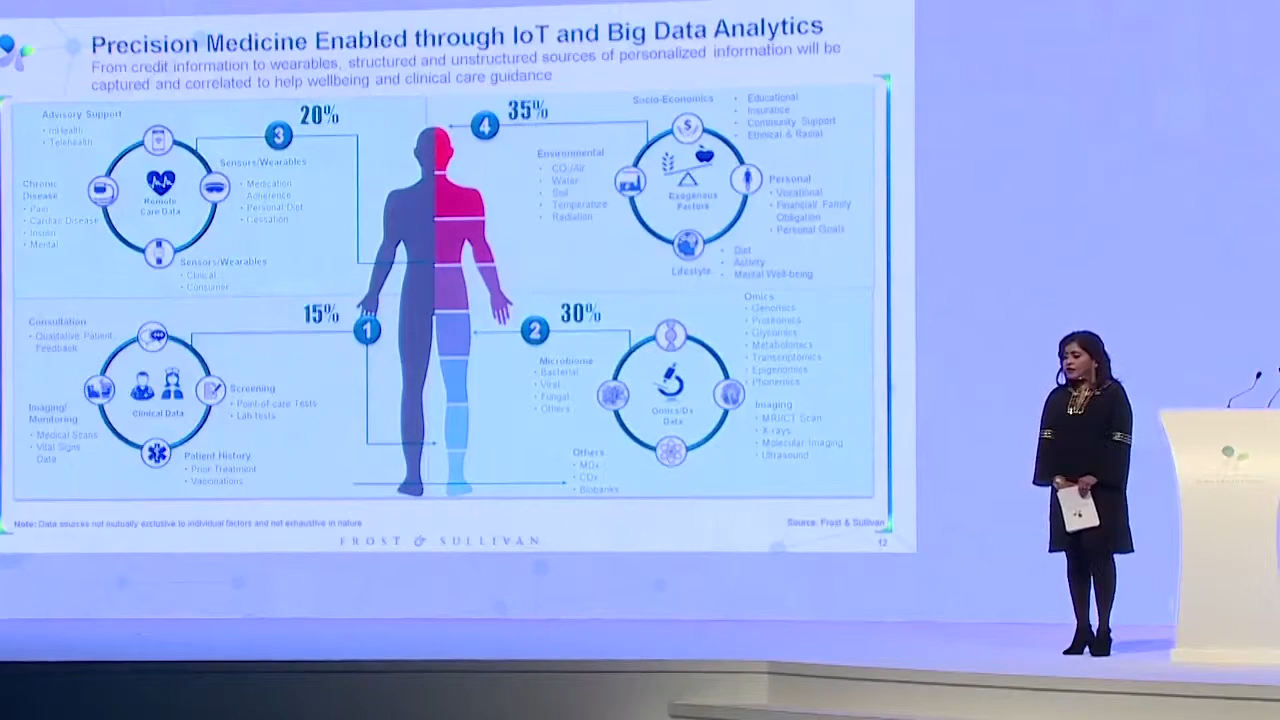 Precision Medicine Enabled through IoT and Big Data Analytics
From credit information to wearables, structured and unstructured sources of personalized information will be
captured and correlated to help wellbeing and clinical care guidance
Advisory Support
• mHealth
• Telehealth
20%
3
Sensors/Wearables
• Medication
Adherence
• Personal Diet
• Cessation
Chronic
Disease
• Pain
• Cardiac Disease
• Insulin
• Mental
Remote
Care Data
Sensors/Wearables
• Clinical
• Consumer
35%
4
Socio-Economics
• Educational
• Insurance
• Community Support
• Ethnical & Racial
Environmental
• CO2/Air
• Water
• Soil
• Temperature
• Radiation
Exogenous
Factors
Personal
• Vocational
• Financial/ Family
Obligation
• Personal Goals
Lifestyle
• Diet
• Activity
• Mental Well-being
15%
1
Consultation
• Qualitative Patient
Feedback
Clinical Data
Screening
• Point-of-care Tests
• Lab tests
Imaging/
Monitoring
• Medical Scans
• Vital Signs
Data
Patient History
• Prior Treatment
• Vaccinations
30%
2
Omics
• Genomics
• Proteomics
• Glycomics
• Metabolomics
• Transcriptomics
• Epigenomics
• Phenomics
Microbiome
• Bacterial
• Viral
• Fungal
• Others
Omics/Dx
Data
Imaging
• MRI/CT Scan
• X-rays
• Molecular Imaging
• Ultrasound
Others
• MDx
• CDx
• Biobanks
Note: Data sources not mutually exclusive to individual factors and not exhaustive in nature
Source: Frost & Sullivan
FROST & SULLIVAN
12